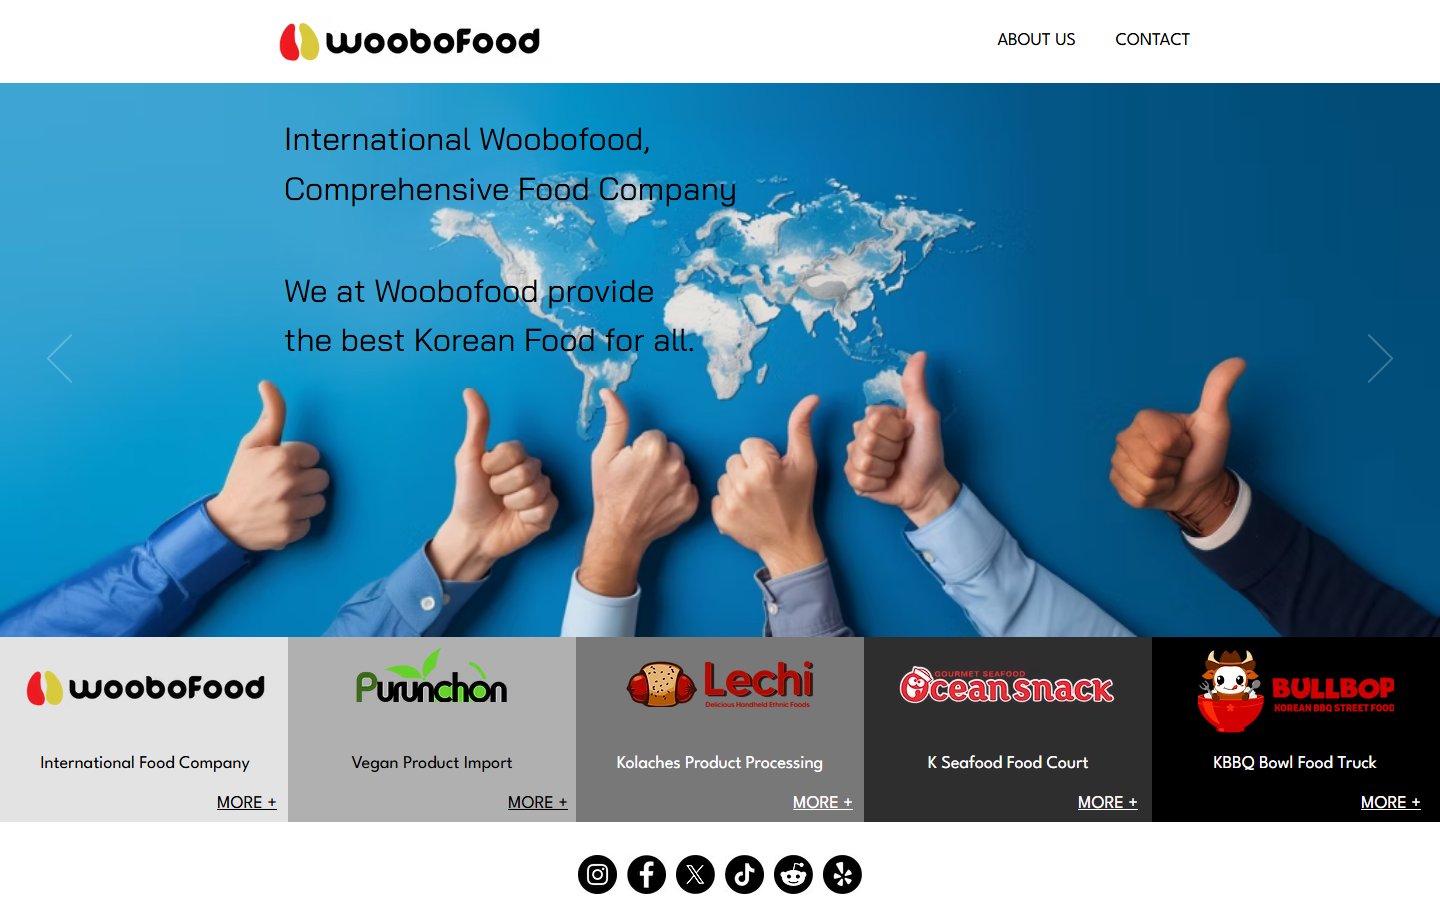 wooboFood
ABOUT US
CONTACT
International Woobofood,
Comprehensive Food Company
We at Woobofood provide
the best Korean Food for all.
wooboFood
International Food Company
MORE +
Purunchon
Vegan Product Import
MORE +
Lechi
Delicious Handheld Ethnic Foods
Kolaches Product Processing
MORE +
GOURMET SEAFOOD
Oceansnack
K Seafood Food Court
MORE +
BULLBOP
KOREAN BBQ STREET FOOD
KBBQ Bowl Food Truck
MORE +